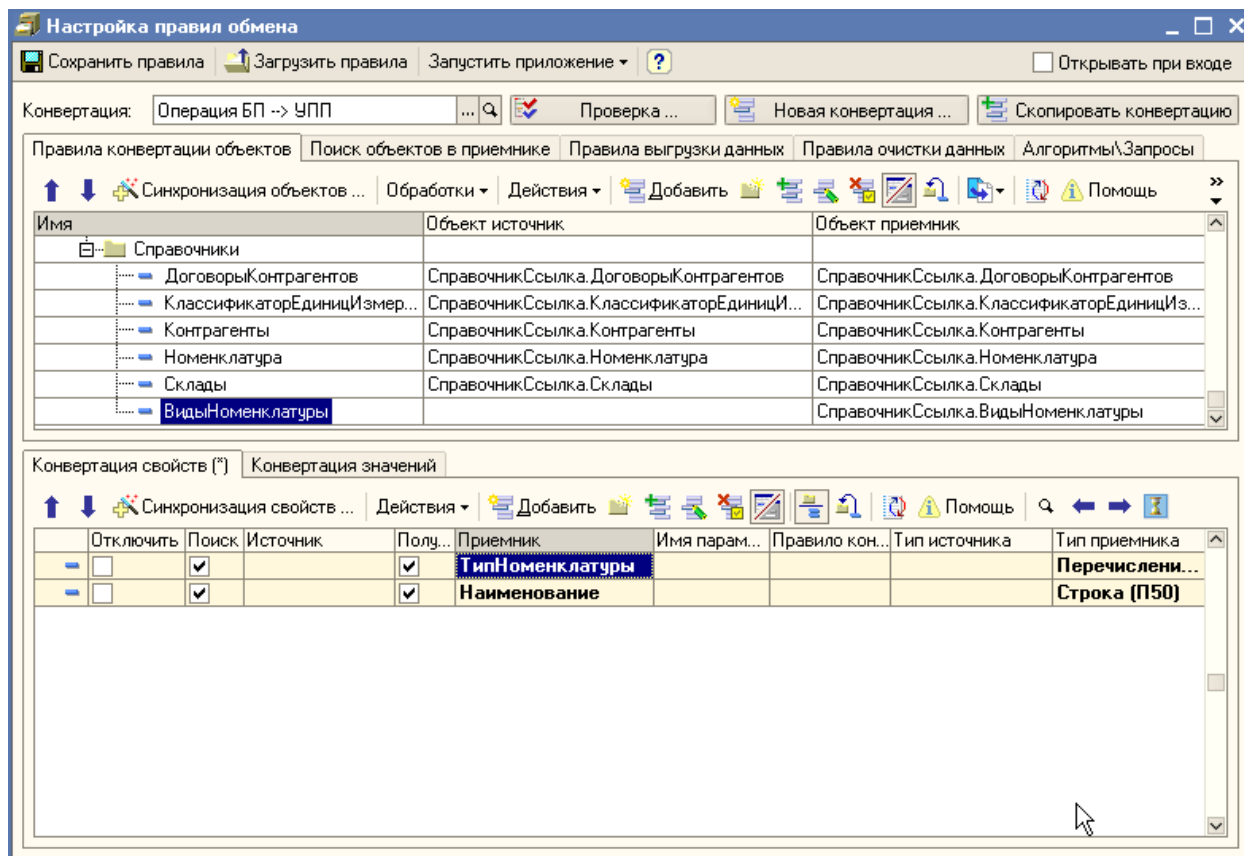 Настройка правил обмена
Сохранить правила Загрузить правила Запустить приложение ? Открывать при входе
Конвертация: Операция БП --> УПП ... Проверка ... Новая конвертация ... Скопировать конвертацию
Правила конвертации объектов Поиск объектов в приемнике Правила выгрузки данных Правила очистки данных Алгоритмы\Запросы
Синхронизация объектов ... Обработки Действия Добавить Помощь
Имя Объект источник Объект приемник
Справочники
ДоговорыКонтрагентов СправочникСсылка.ДоговорыКонтрагентов СправочникСсылка.ДоговорыКонтрагентов
КлассификаторЕдиницИзмер... СправочникСсылка.КлассификаторЕдиницИ... СправочникСсылка.КлассификаторЕдиницИз...
Контрагенты СправочникСсылка.Контрагенты СправочникСсылка.Контрагенты
Номенклатура СправочникСсылка.Номенклатура СправочникСсылка.Номенклатура
Склады СправочникСсылка.Склады СправочникСсылка.Склады
ВидыНоменклатуры СправочникСсылка.ВидыНоменклатуры
Конвертация свойств (*) Конвертация значений
Синхронизация свойств ... Действия Добавить Помощь
Отключить Поиск Источник Полу... Приемник Имя парам... Правило кон... Тип источника Тип приемника
ТипНоменклатуры Перечислени...
Наименование Строка (П50)